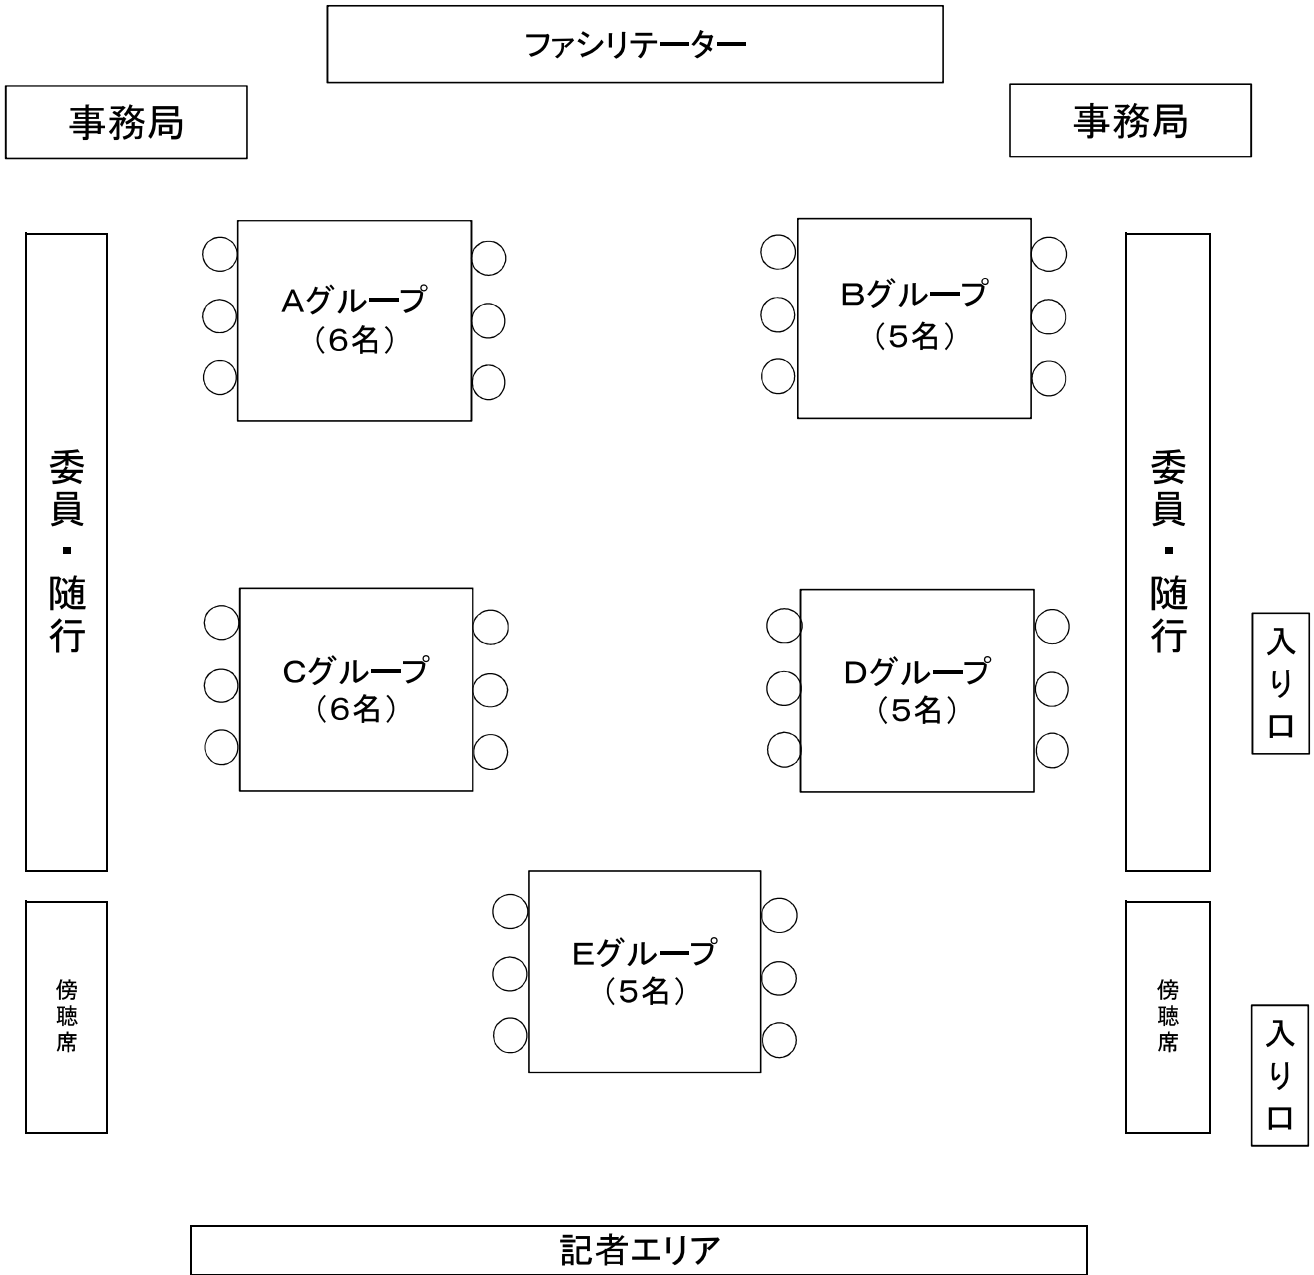 ファシリテーター
事務局
事務局
Aグループ
（6名）
Bグループ
（5名）
委員・随行
委員・随行
Cグループ
（6名）
Dグループ
（5名）
入り口
Eグループ
（5名）
傍聴席
傍聴席
入り口
記者エリア